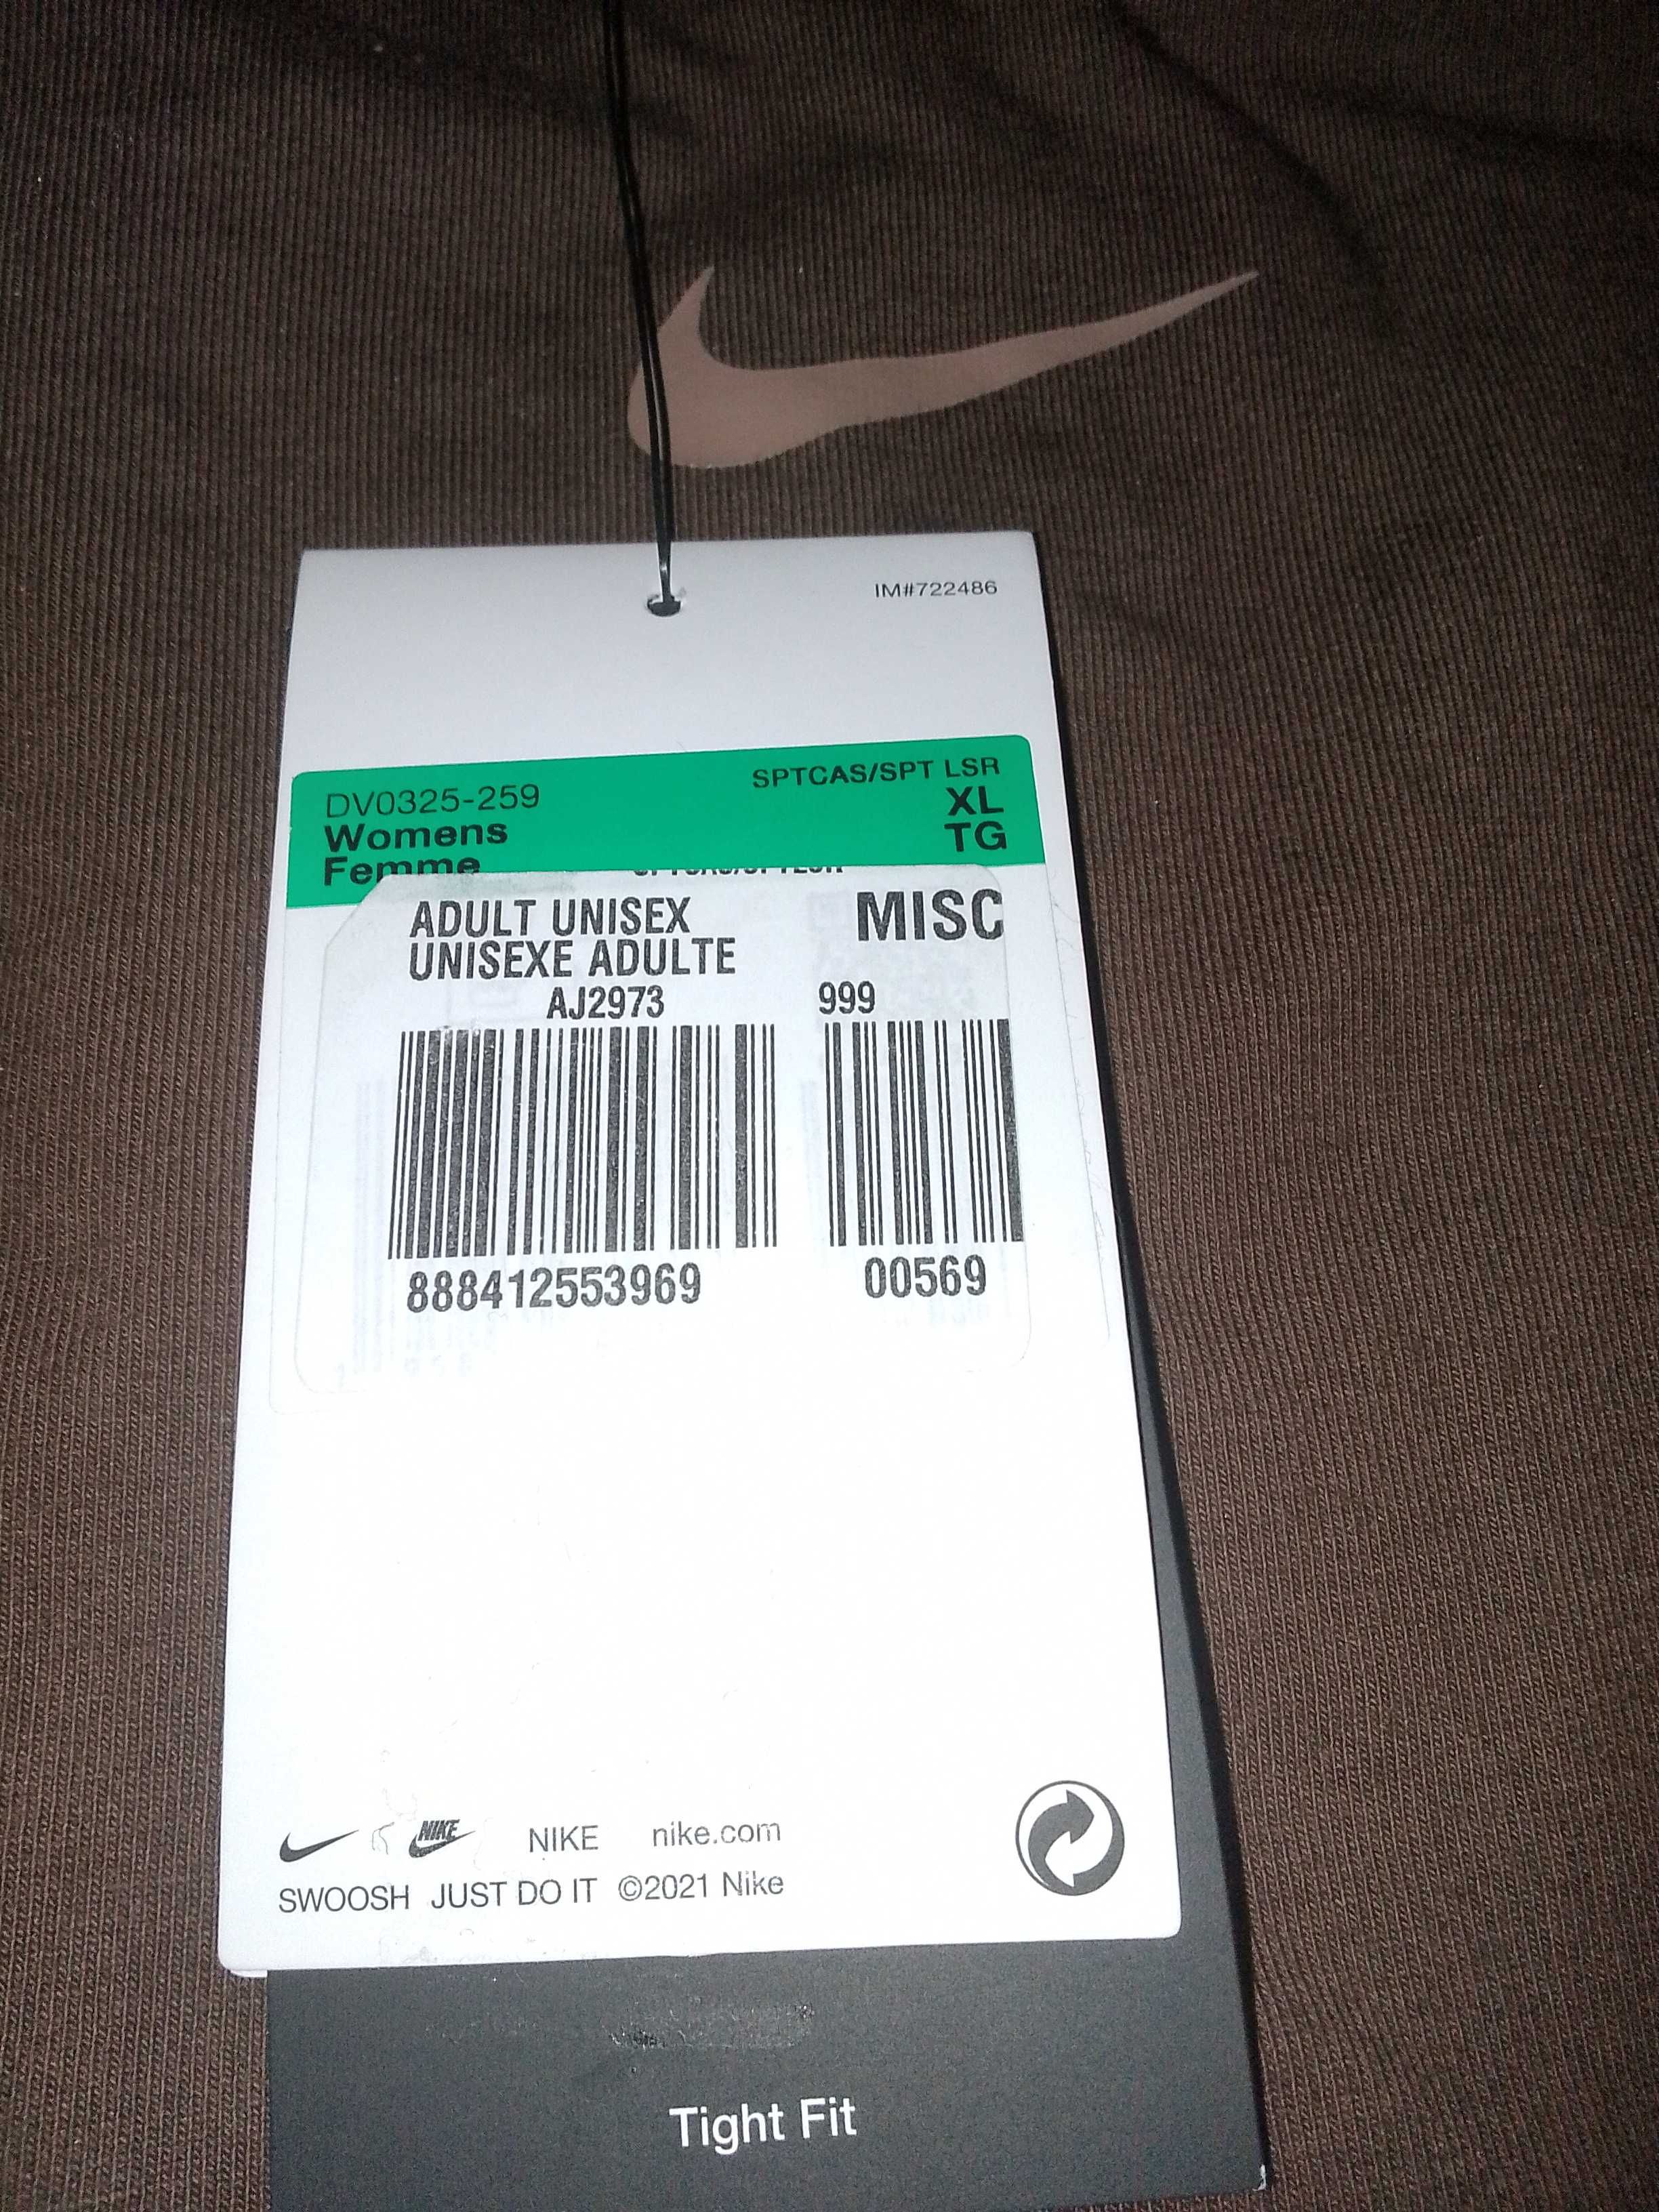 IM#722486
DV0325-259 SPTCAS/SPT LSR
Womens XL
Femme TG
ADULT UNISEX MISC
UNISEXE ADULTE
AJ2973 999
888412553969 00569
NIKE NIKE nike.com
SWOOSH JUST DO IT ©2021 Nike
Tight Fit